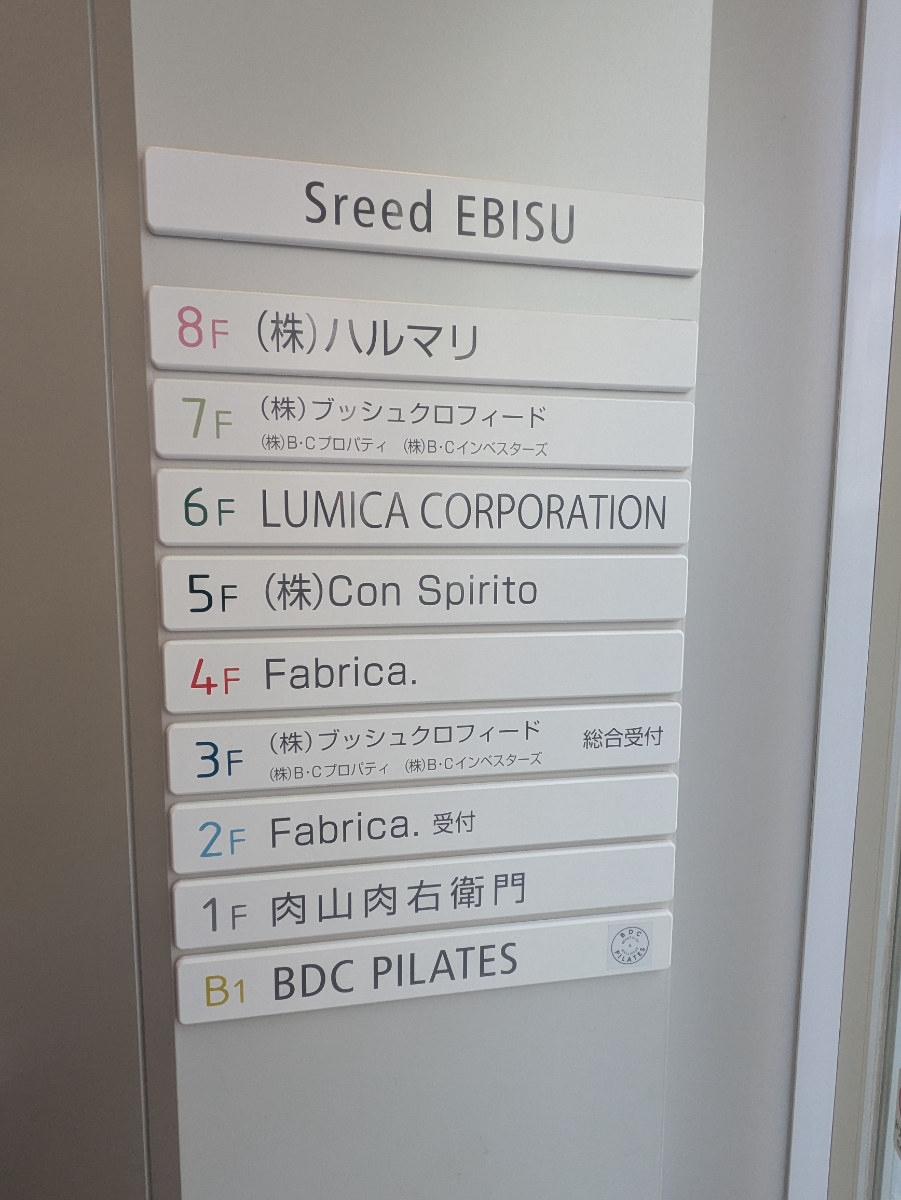 Sreed EBISU
8F (株)ハルマリ
7F (株)ブッシュクロフィード
(株)B・Cプロパティ (株)B・Cインベスターズ
6F LUMICA CORPORATION
5F (株)Con Spirito
4F Fabrica.
3F (株)ブッシュクロフィード 総合受付
(株)B・Cプロパティ (株)B・Cインベスターズ
2F Fabrica. 受付
1F 肉山肉右衛門
B1 BDC PILATES
BDC
PILATES